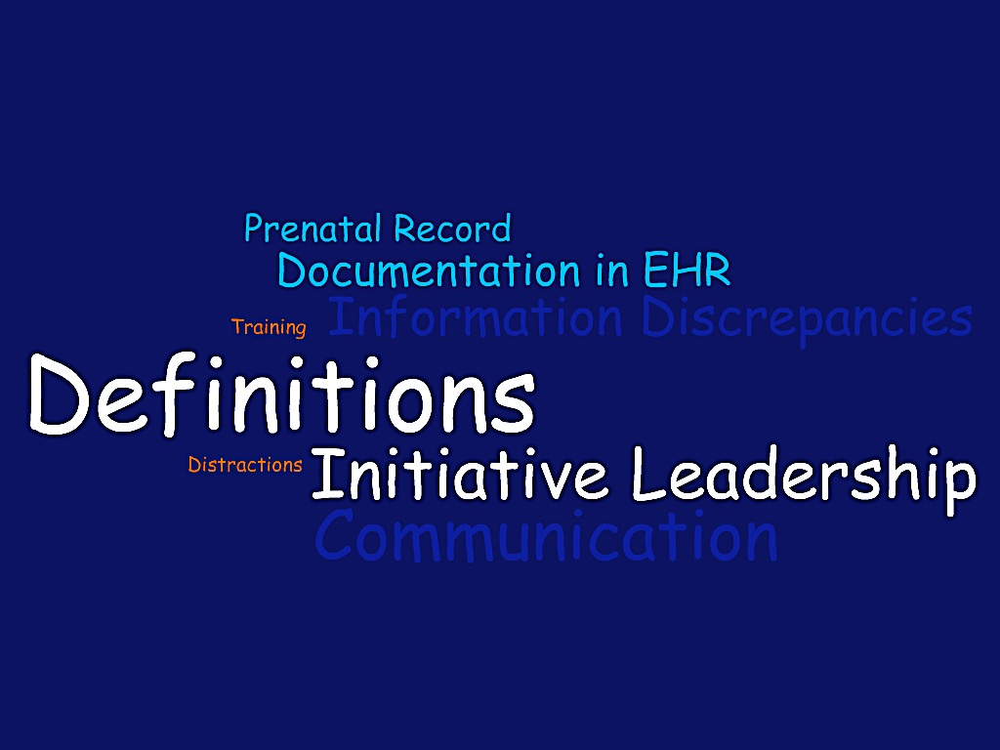 Prenatal Record
Documentation in EHR
Training Information Discrepancies
Definitions
Distractions Initiative Leadership
Communication